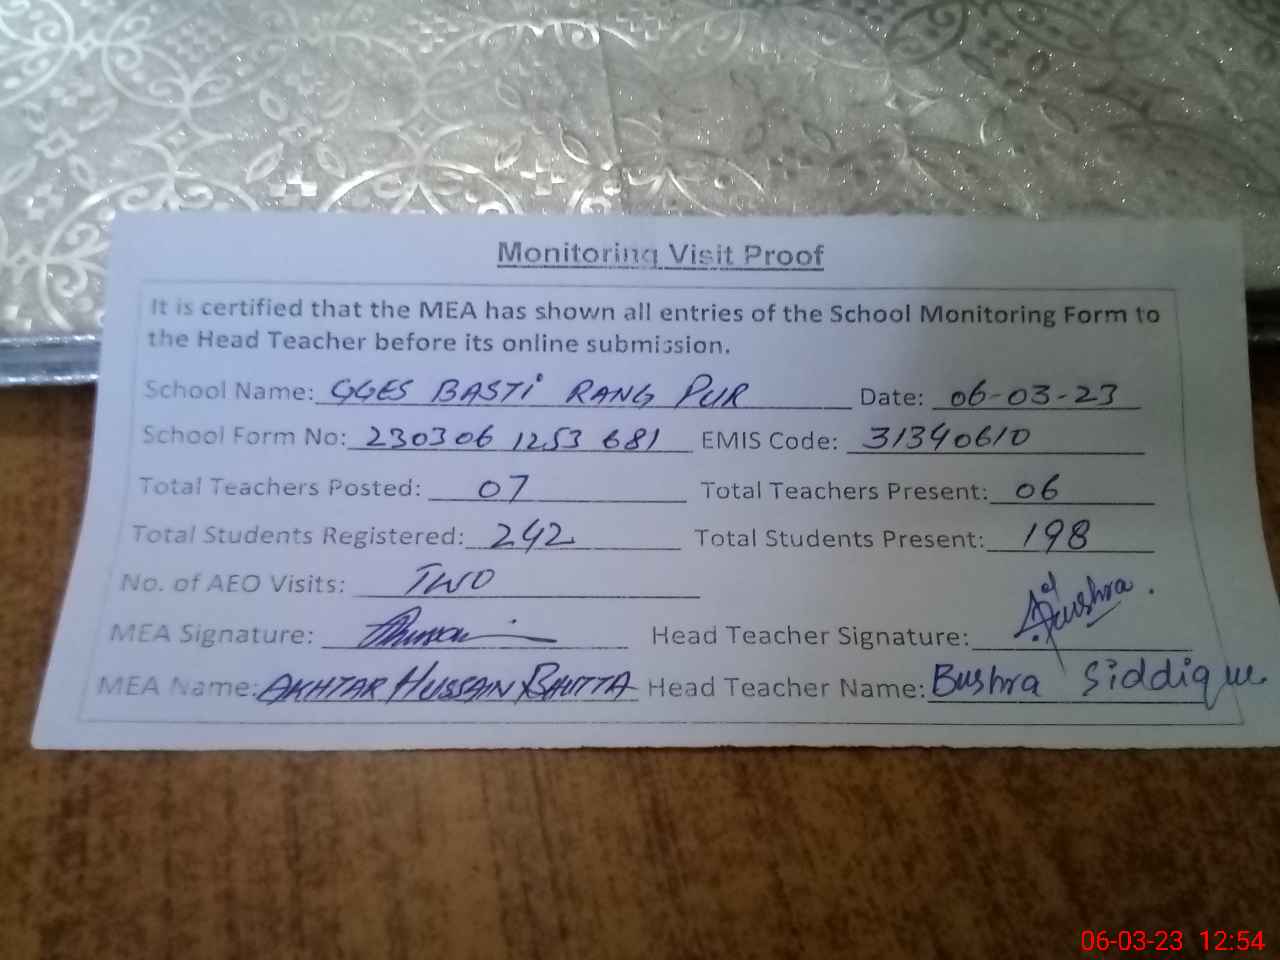 Monitoring Visit Proof
It is certified that the MEA has shown all entries of the School Monitoring Form to
the Head Teacher before its online submission.
School Name: GGES BASTI RANG PUR Date: 06-03-23
School Form No: 230306 1253 681 EMIS Code: 31340610
Total Teachers Posted: 07 Total Teachers Present: 06
Total Students Registered: 242 Total Students Present: 198
No. of AEO Visits: TWO
MEA Signature: Head Teacher Signature: Bushra.
MEA Name: AKHTAR HUSSAIN BHUTTA Head Teacher Name: Bushra Siddique
06-03-23 12:54